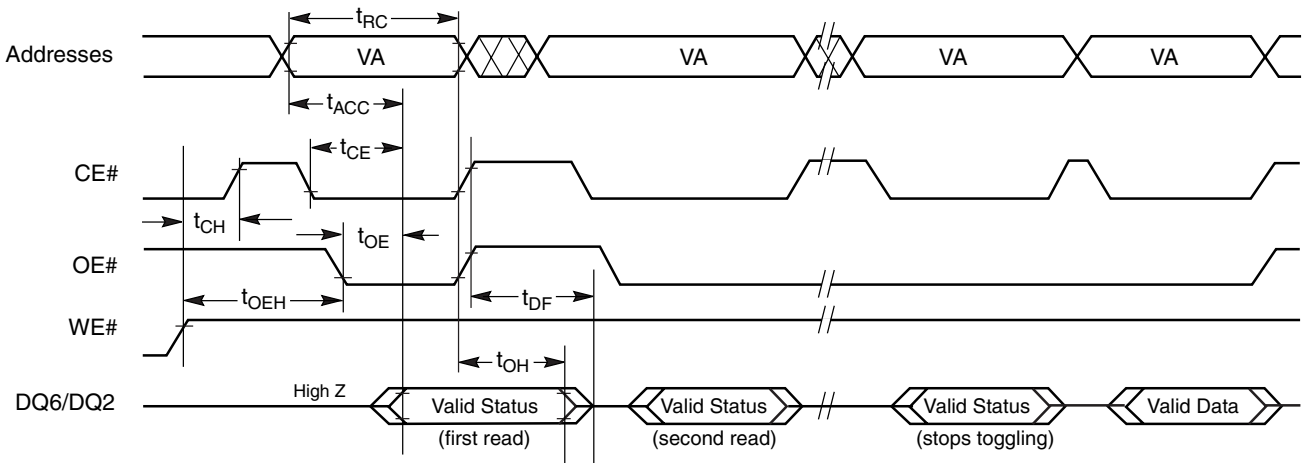 tRC
Addresses VA VA VA VA
tACC
tCE
CE#
tCH
tOE
OE#
tOEH tDF
WE#
tOH
High Z
DQ6/DQ2 Valid Status Valid Status Valid Status Valid Data
(first read) (second read) (stops toggling)